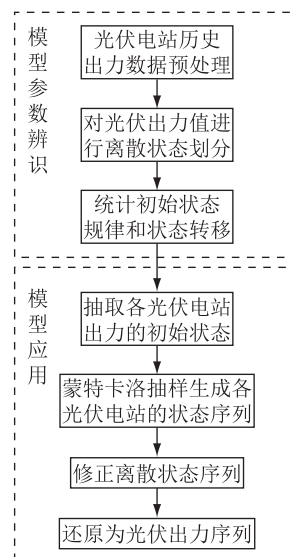 模型参数辨识
光伏电站历史
出力数据预处理
对光伏出力值进
行离散状态划分
统计初始状态
规律和状态转移
模型应用
抽取各光伏电站
出力的初始状态
蒙特卡洛抽样生成各
光伏电站的状态序列
修正离散状态序列
还原为光伏出力序列